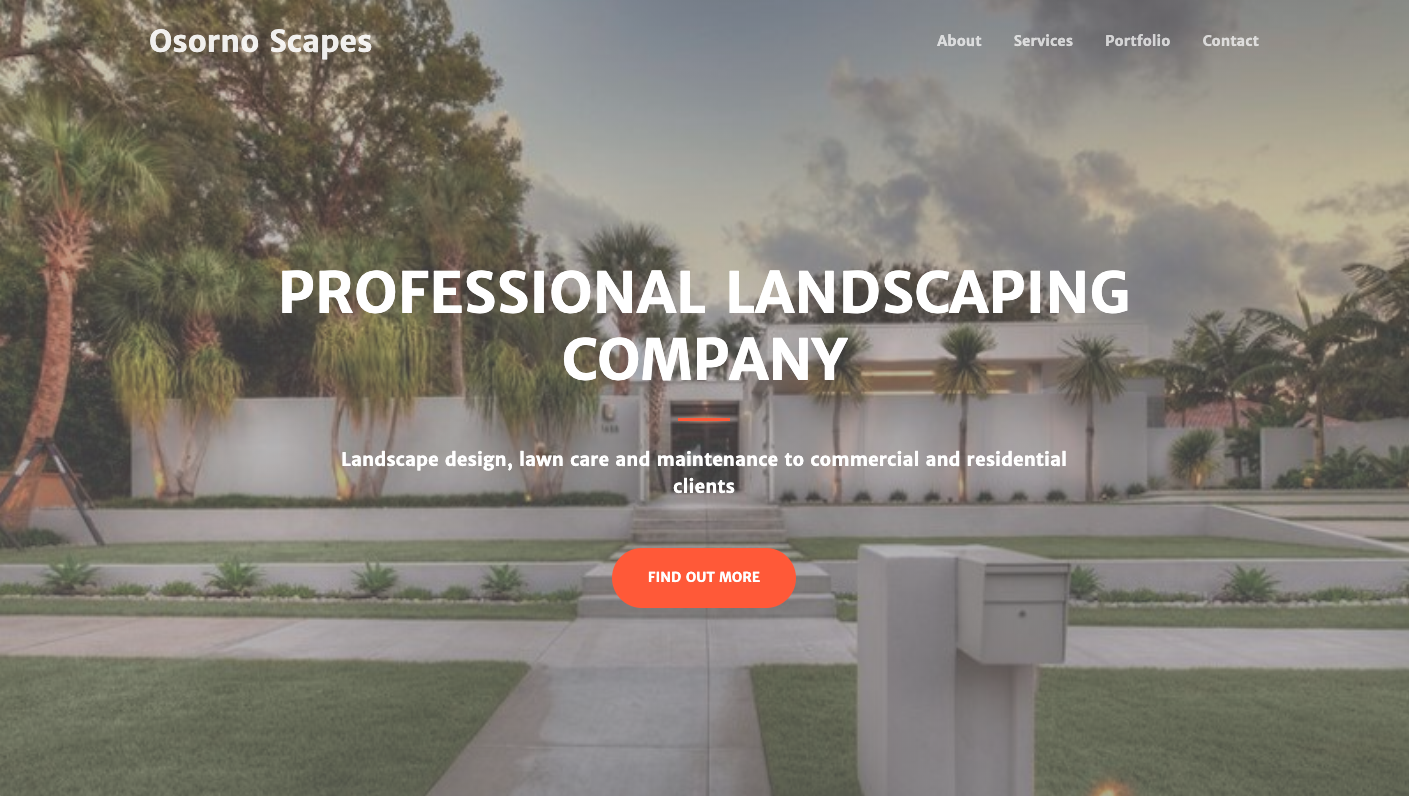 Osorno Scapes
About Services Portfolio Contact
PROFESSIONAL LANDSCAPING
COMPANY
Landscape design, lawn care and maintenance to commercial and residential
clients
FIND OUT MORE